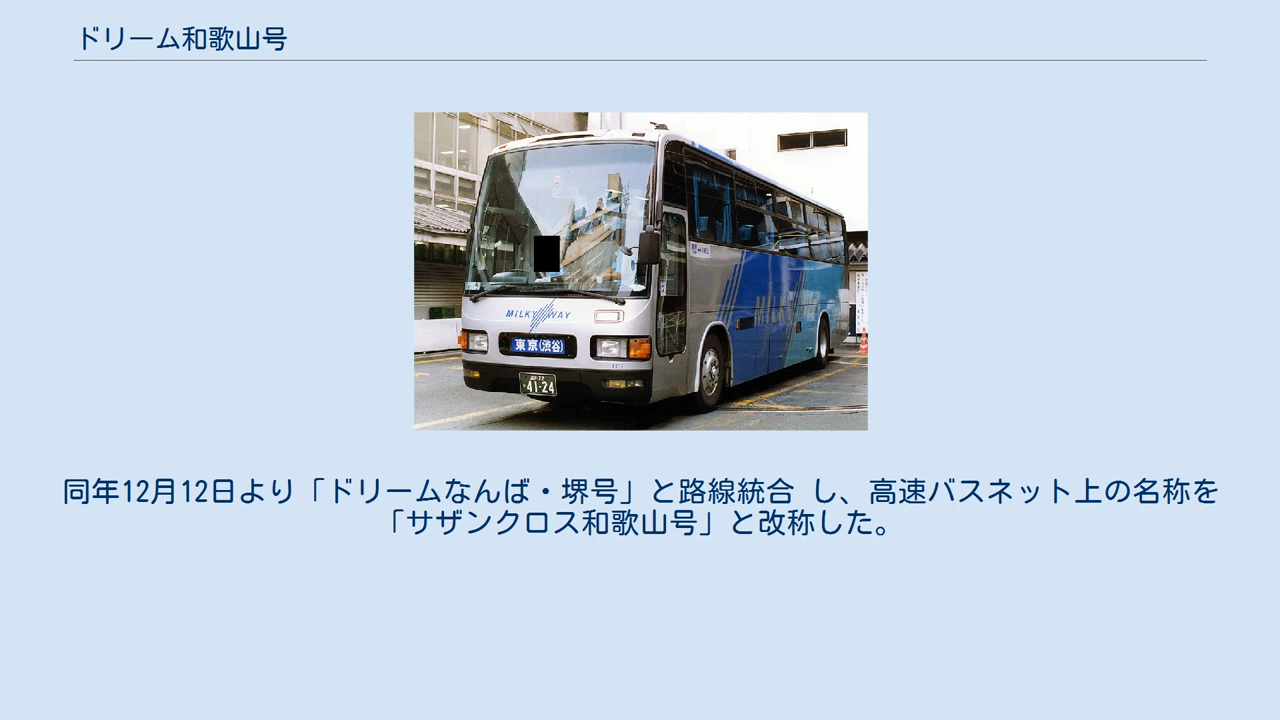 ドリーム和歌山号
MILKY WAY
東京(渋谷)
41-24
MILKY WAY
同年12月12日より「ドリームなんば・堺号」と路線統合 し、高速バスネット上の名称を
「サザンクロス和歌山号」と改称した。